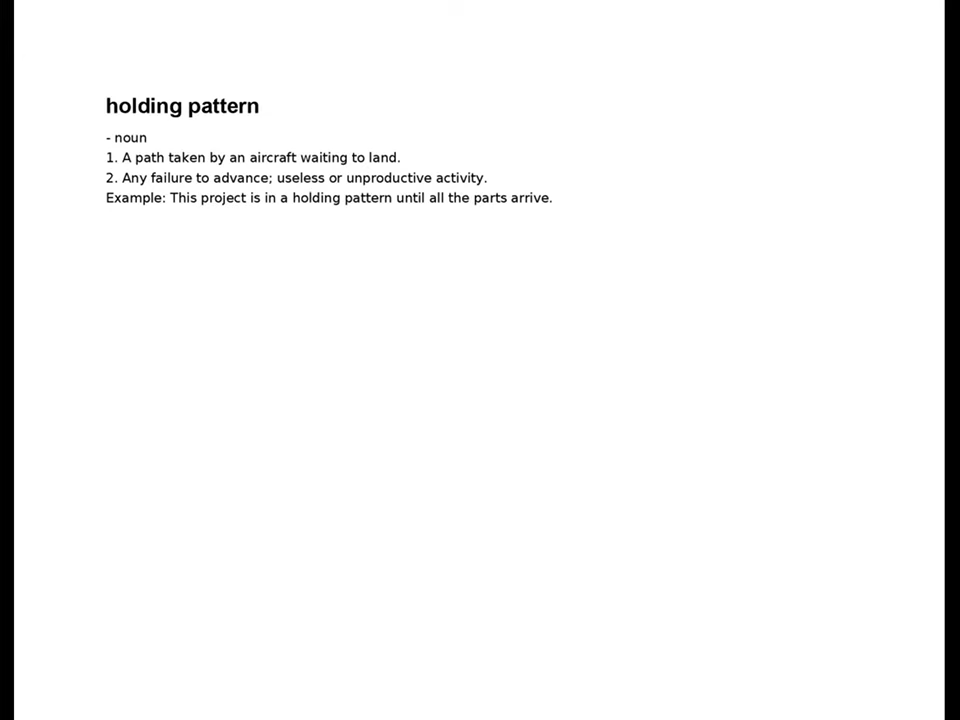 holding pattern
- noun
1. A path taken by an aircraft waiting to land.
2. Any failure to advance; useless or unproductive activity.
Example: This project is in a holding pattern until all the parts arrive.